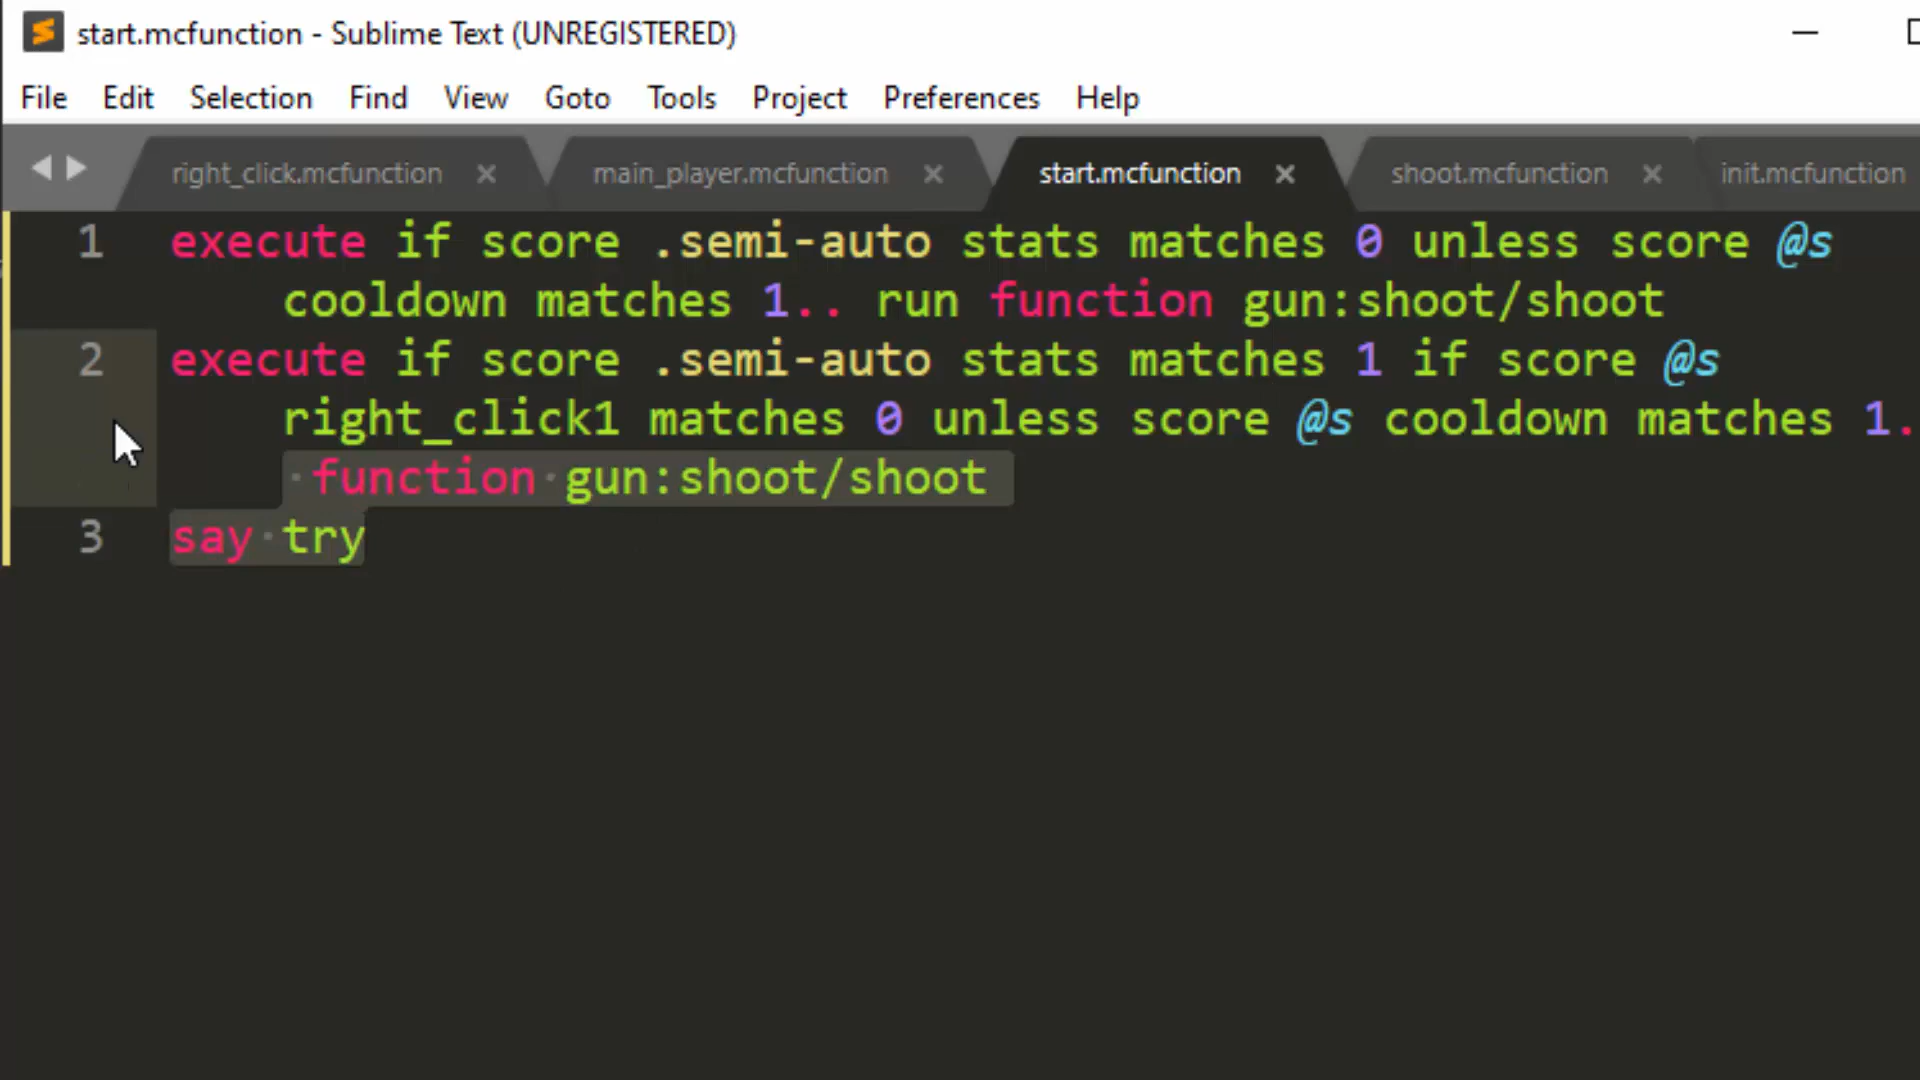 start.mcfunction - Sublime Text (UNREGISTERED)
File Edit Selection Find View Goto Tools Project Preferences Help
right_click.mcfunction main_player.mcfunction start.mcfunction shoot.mcfunction init.mcfunction
1 execute if score .semi-auto stats matches 0 unless score @s
cooldown matches 1.. run function gun:shoot/shoot
2 execute if score .semi-auto stats matches 1 if score @s
right_click1 matches 0 unless score @s cooldown matches 1.
function gun:shoot/shoot
3 say try